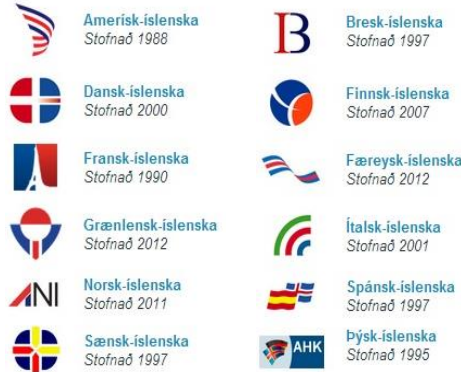 Amerísk-íslenska
Stofnað 1988
Bresk-íslenska
Stofnað 1997
Dansk-íslenska
Stofnað 2000
Finnsk-íslenska
Stofnað 2007
Fransk-íslenska
Stofnað 1990
Færeysk-íslenska
Stofnað 2012
Grænlensk-íslenska
Stofnað 2012
Ítalsk-íslenska
Stofnað 2001
ANI
Norsk-íslenska
Stofnað 2011
Spánsk-íslenska
Stofnað 1997
Sænsk-íslenska
Stofnað 1997
AHK
Þýsk-íslenska
Stofnað 1995